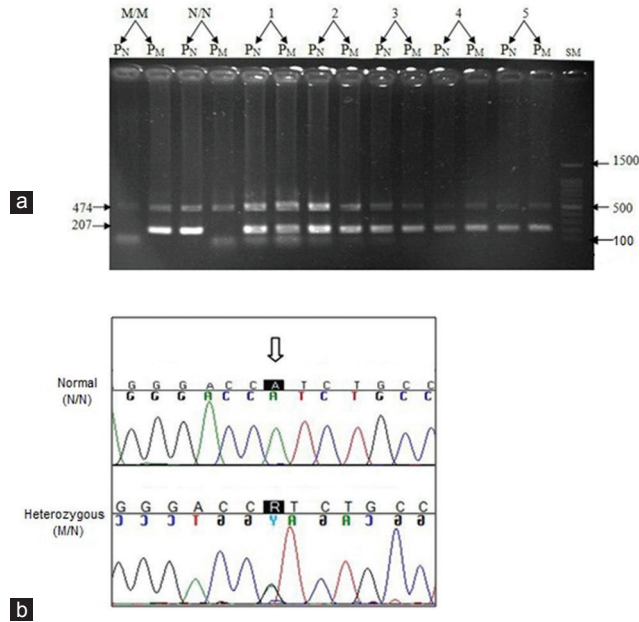 M/M N/N 1 2 3 4 5
PN PM PN PM PN PM PN PM PN PM PN PM PN PM SM
1500
a
474 500
207
100
Normal
(N/N)
G G G A C C A T C T G C C
G G G A C C A T C T G C C
Heterozygous
(M/N)
G G G A C C R T C T G C C
C C C T G G Y A G A C G G
b